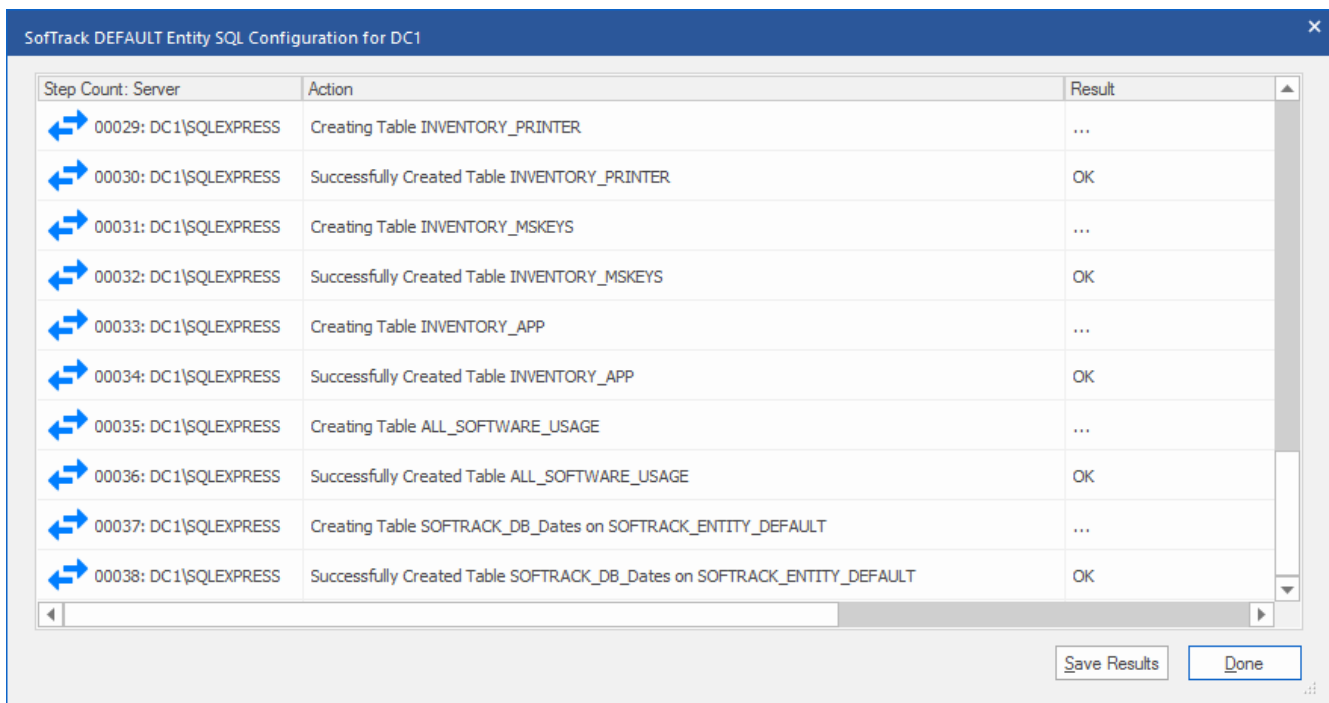 SofTrack DEFAULT Entity SQL Configuration for DC1
Step Count: Server Action Result
00029: DC1\SQLEXPRESS Creating Table INVENTORY_PRINTER ...
00030: DC1\SQLEXPRESS Successfully Created Table INVENTORY_PRINTER OK
00031: DC1\SQLEXPRESS Creating Table INVENTORY_MSKEYS ...
00032: DC1\SQLEXPRESS Successfully Created Table INVENTORY_MSKEYS OK
00033: DC1\SQLEXPRESS Creating Table INVENTORY_APP ...
00034: DC1\SQLEXPRESS Successfully Created Table INVENTORY_APP OK
00035: DC1\SQLEXPRESS Creating Table ALL_SOFTWARE_USAGE ...
00036: DC1\SQLEXPRESS Successfully Created Table ALL_SOFTWARE_USAGE OK
00037: DC1\SQLEXPRESS Creating Table SOFTRACK_DB_Dates on SOFTRACK_ENTITY_DEFAULT ...
00038: DC1\SQLEXPRESS Successfully Created Table SOFTRACK_DB_Dates on SOFTRACK_ENTITY_DEFAULT OK
Save Results Done